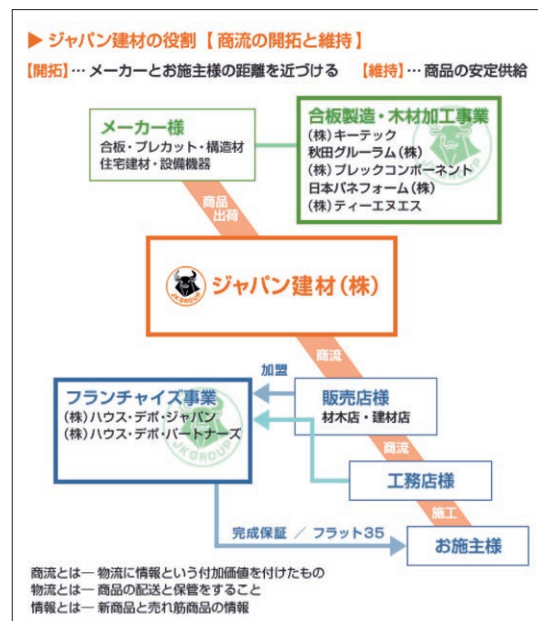 ▶ ジャパン建材の役割【 商流の開拓と維持 】
【開拓】… メーカーとお施主様の距離を近づける 【維持】… 商品の安定供給
メーカー様
合板・プレカット・構造材
住宅建材・設備機器
合板製造・木材加工事業
(株)キーテック
秋田グルーラム(株)
(株)ブレックコンポーネント
日本パネフォーム(株)
(株)ティーエヌエス
JK GROUP
商品
出荷
JK GROUP
ジャパン建材(株)
商流
加盟
フランチャイズ事業
(株)ハウス・デポ・ジャパン
(株)ハウス・デポ・パートナーズ
JK GROUP
販売店様
材木店・建材店
商流
工務店様
施工
完成保証 / フラット35
お施主様
商流とは― 物流に情報という付加価値を付けたもの
物流とは― 商品の配送と保管をすること
情報とは― 新商品と売れ筋商品の情報